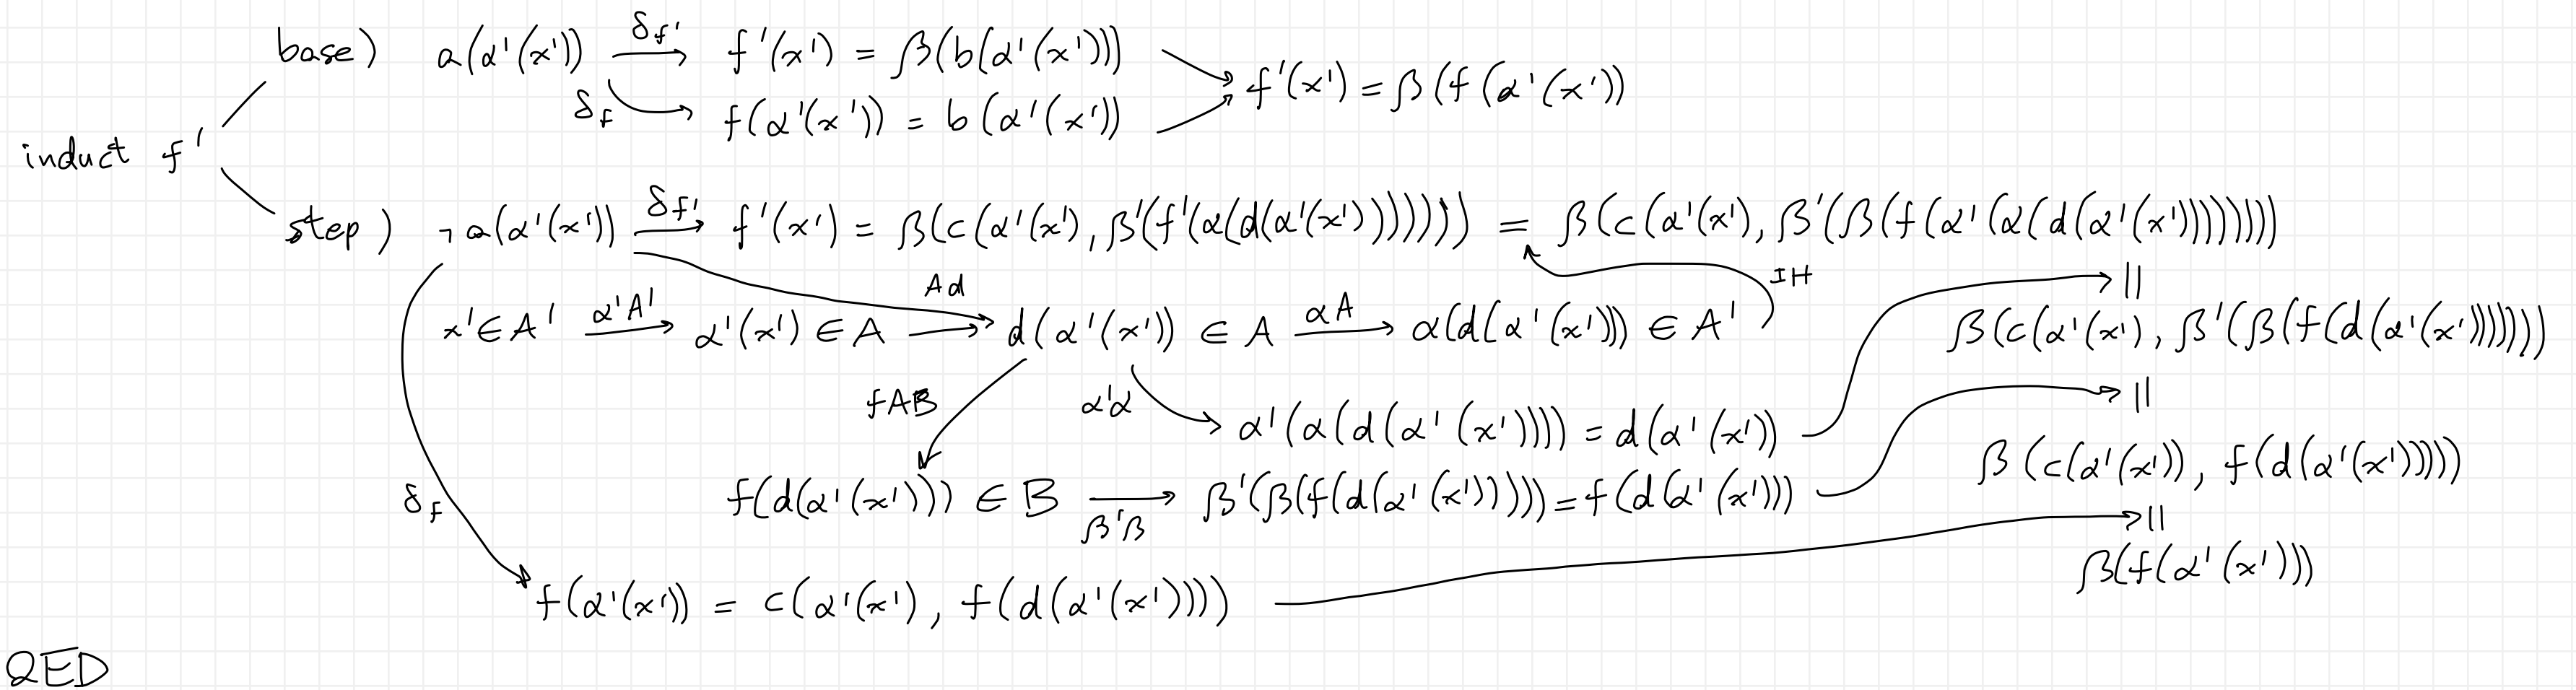 base) a(α'(x')) δf' f'(x') = β(b(α'(x')))
δf f(α'(x')) = b(α'(x')) f'(x') = β(f(α'(x'))
induct f'
step) ¬a(α'(x')) δf' f'(x') = β(c(α'(x'), β'(f'(α(d(α'(x'))))))) = β(c(α'(x'), β'(β(f(α'(α(d(α'(x')))))))))
Ad IH ||
x' ∈ A' α'A' α'(x') ∈ A d(α'(x')) ∈ A αA α(d(α'(x'))) ∈ A' β(c(α'(x'), β'(β(f(d(α'(x')))))))
fAB α'α ||
α'(α(d(α'(x')))) = d(α'(x'))
β(c(α'(x')), f(d(α'(x')))))
δf f(d(α'(x'))) ∈ B β'β β'(β(f(d(α'(x'))))) = f(d(α'(x')))
||
β(f(α'(x')))
f(α'(x')) = c(α'(x'), f(d(α'(x'))))
QED